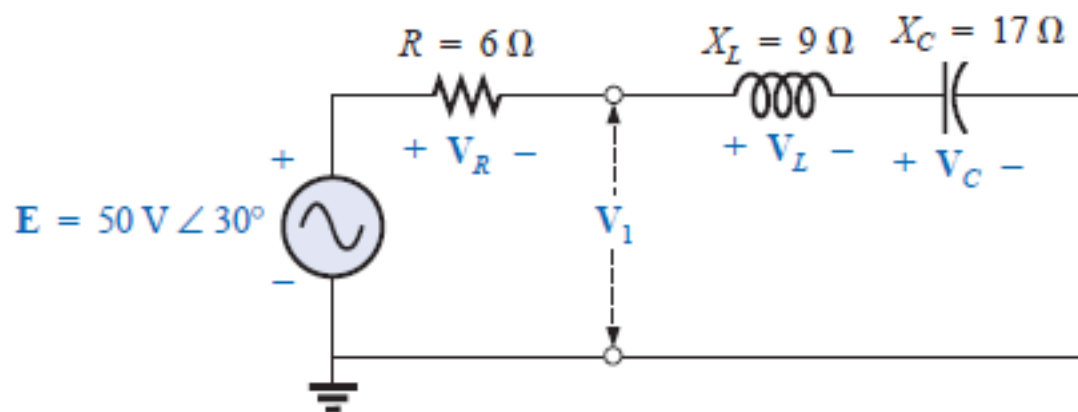 R = 6 Ω
X_L = 9 Ω
X_C = 17 Ω
+ V_R −
+ V_L −
+ V_C −
+
E = 50 V ∠ 30°
V_1
−